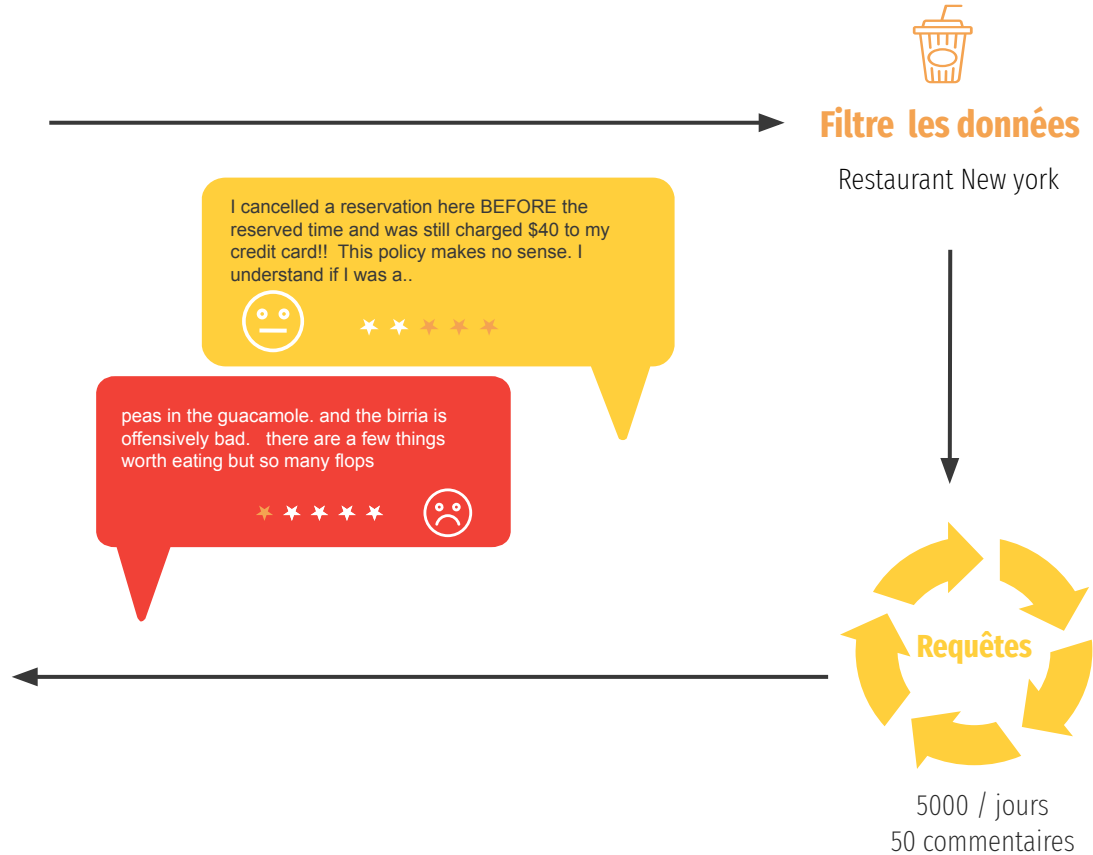 Filtre les données
Restaurant New york
I cancelled a reservation here BEFORE the
reserved time and was still charged $40 to my
credit card!! This policy makes no sense. I
understand if I was a..
peas in the guacamole. and the birria is
offensively bad. there are a few things
worth eating but so many flops
Requêtes
5000 / jours
50 commentaires